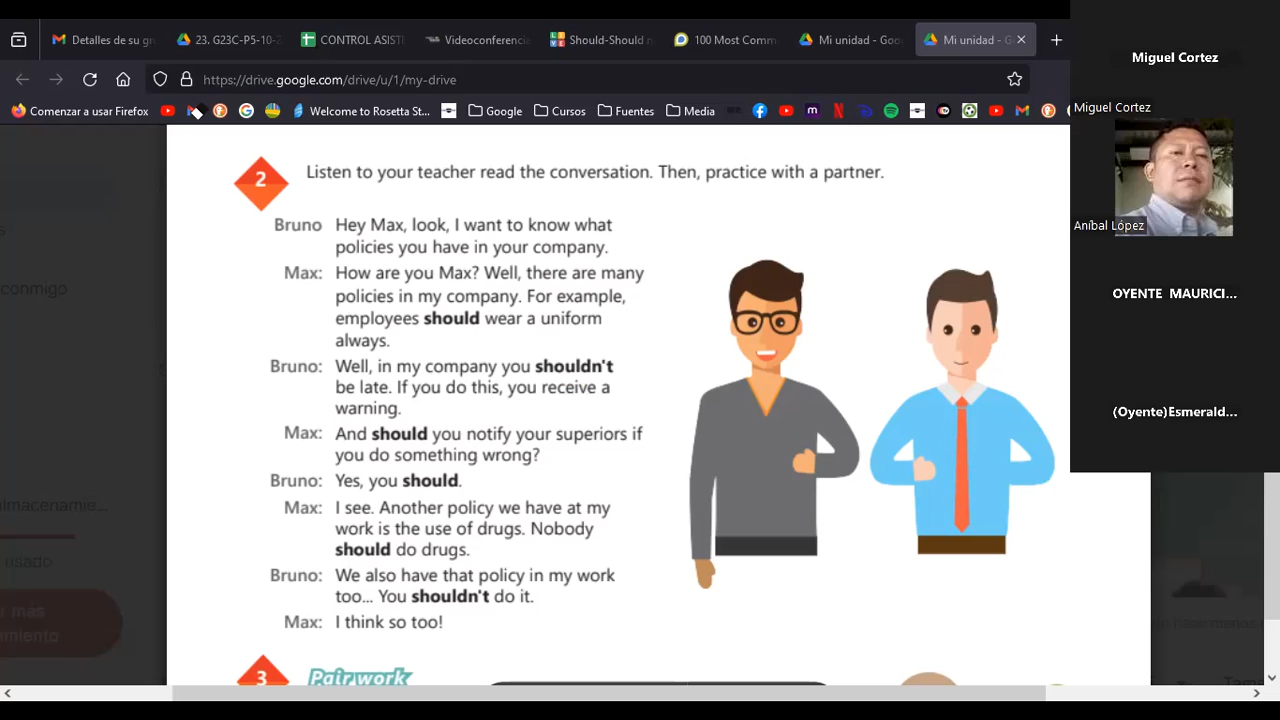 Detalles de su gr
23. G23C-P5-10-2
CONTROL ASIST
Videoconferencie
Should-Should n
100 Most Comm
Mi unidad - Goo
Mi unidad - G
https://drive.google.com/drive/u/1/my-drive
Comenzar a usar Firefox
Welcome to Rosetta St...
Google
Cursos
Fuentes
Media
Miguel Cortez
Miguel Cortez
Aníbal López
OYENTE MAURICI...
(Oyente)Esmerald...
2
Listen to your teacher read the conversation. Then, practice with a partner.
Bruno Hey Max, look, I want to know what
policies you have in your company.
Max: How are you Max? Well, there are many
policies in my company. For example,
employees should wear a uniform
always.
Bruno: Well, in my company you shouldn't
be late. If you do this, you receive a
warning.
Max: And should you notify your superiors if
you do something wrong?
Bruno: Yes, you should.
Max: I see. Another policy we have at my
work is the use of drugs. Nobody
should do drugs.
Bruno: We also have that policy in my work
too... You shouldn't do it.
Max: I think so too!
3
Pair work
conmigo
lmacenamie...
usado
r más
miento